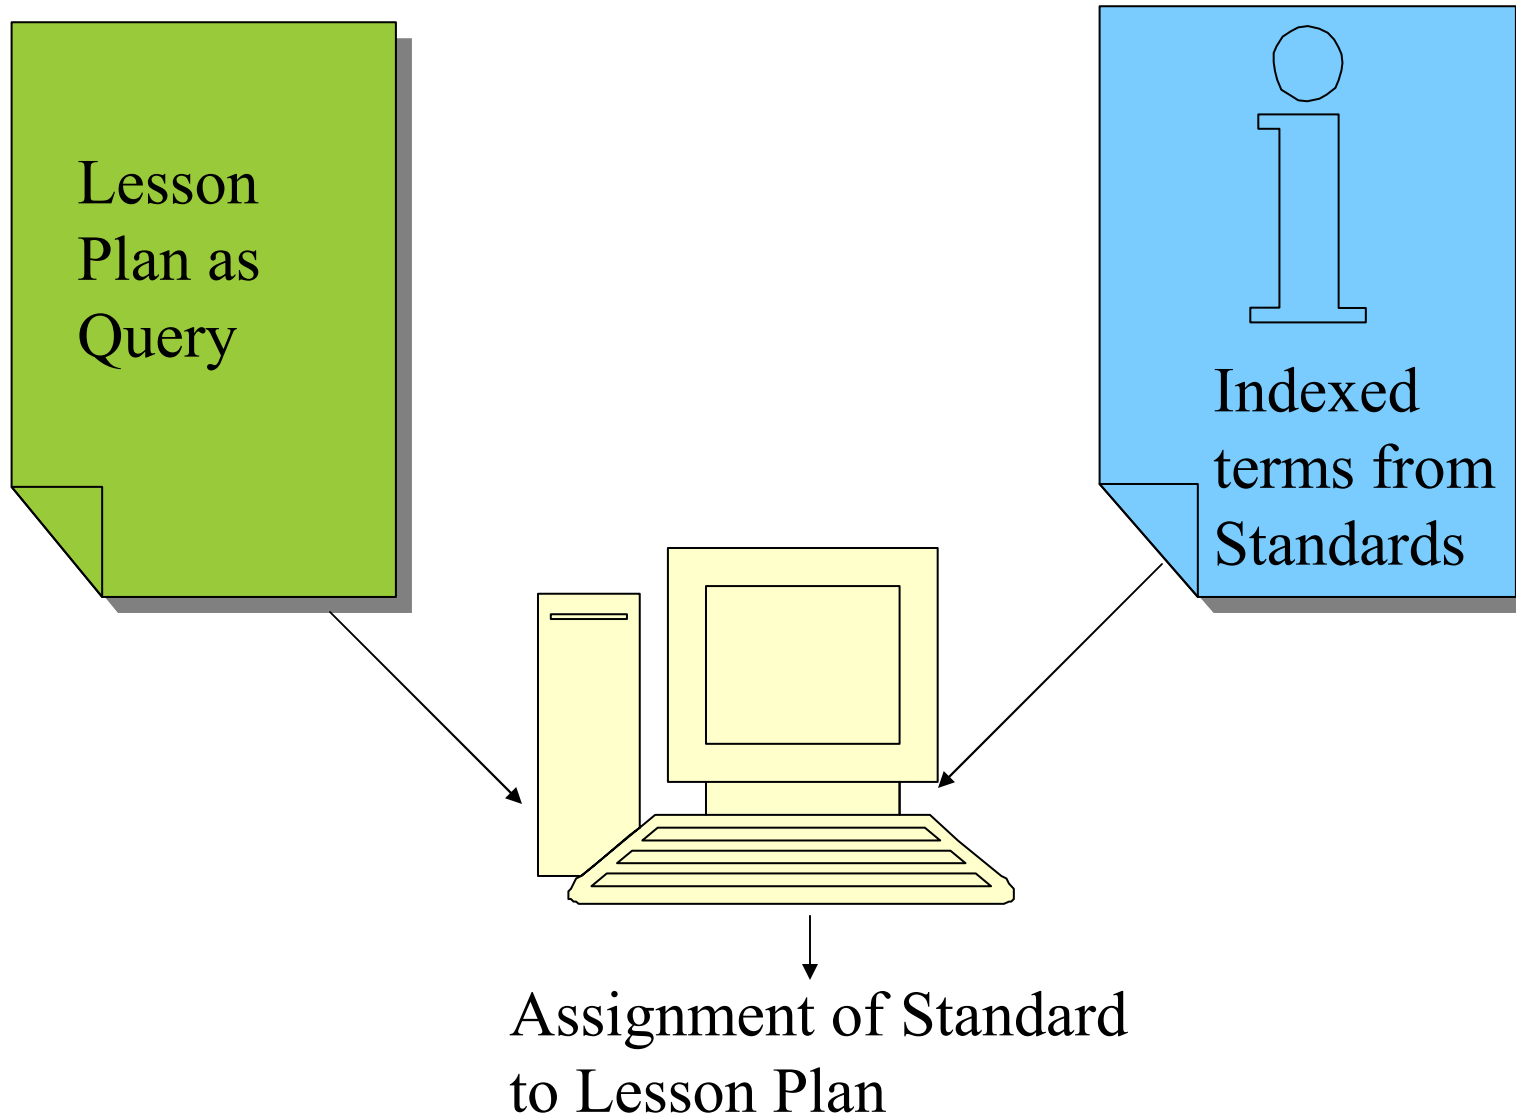 Lesson
Plan as
Query
i
Indexed
terms from
Standards
Assignment of Standard
to Lesson Plan